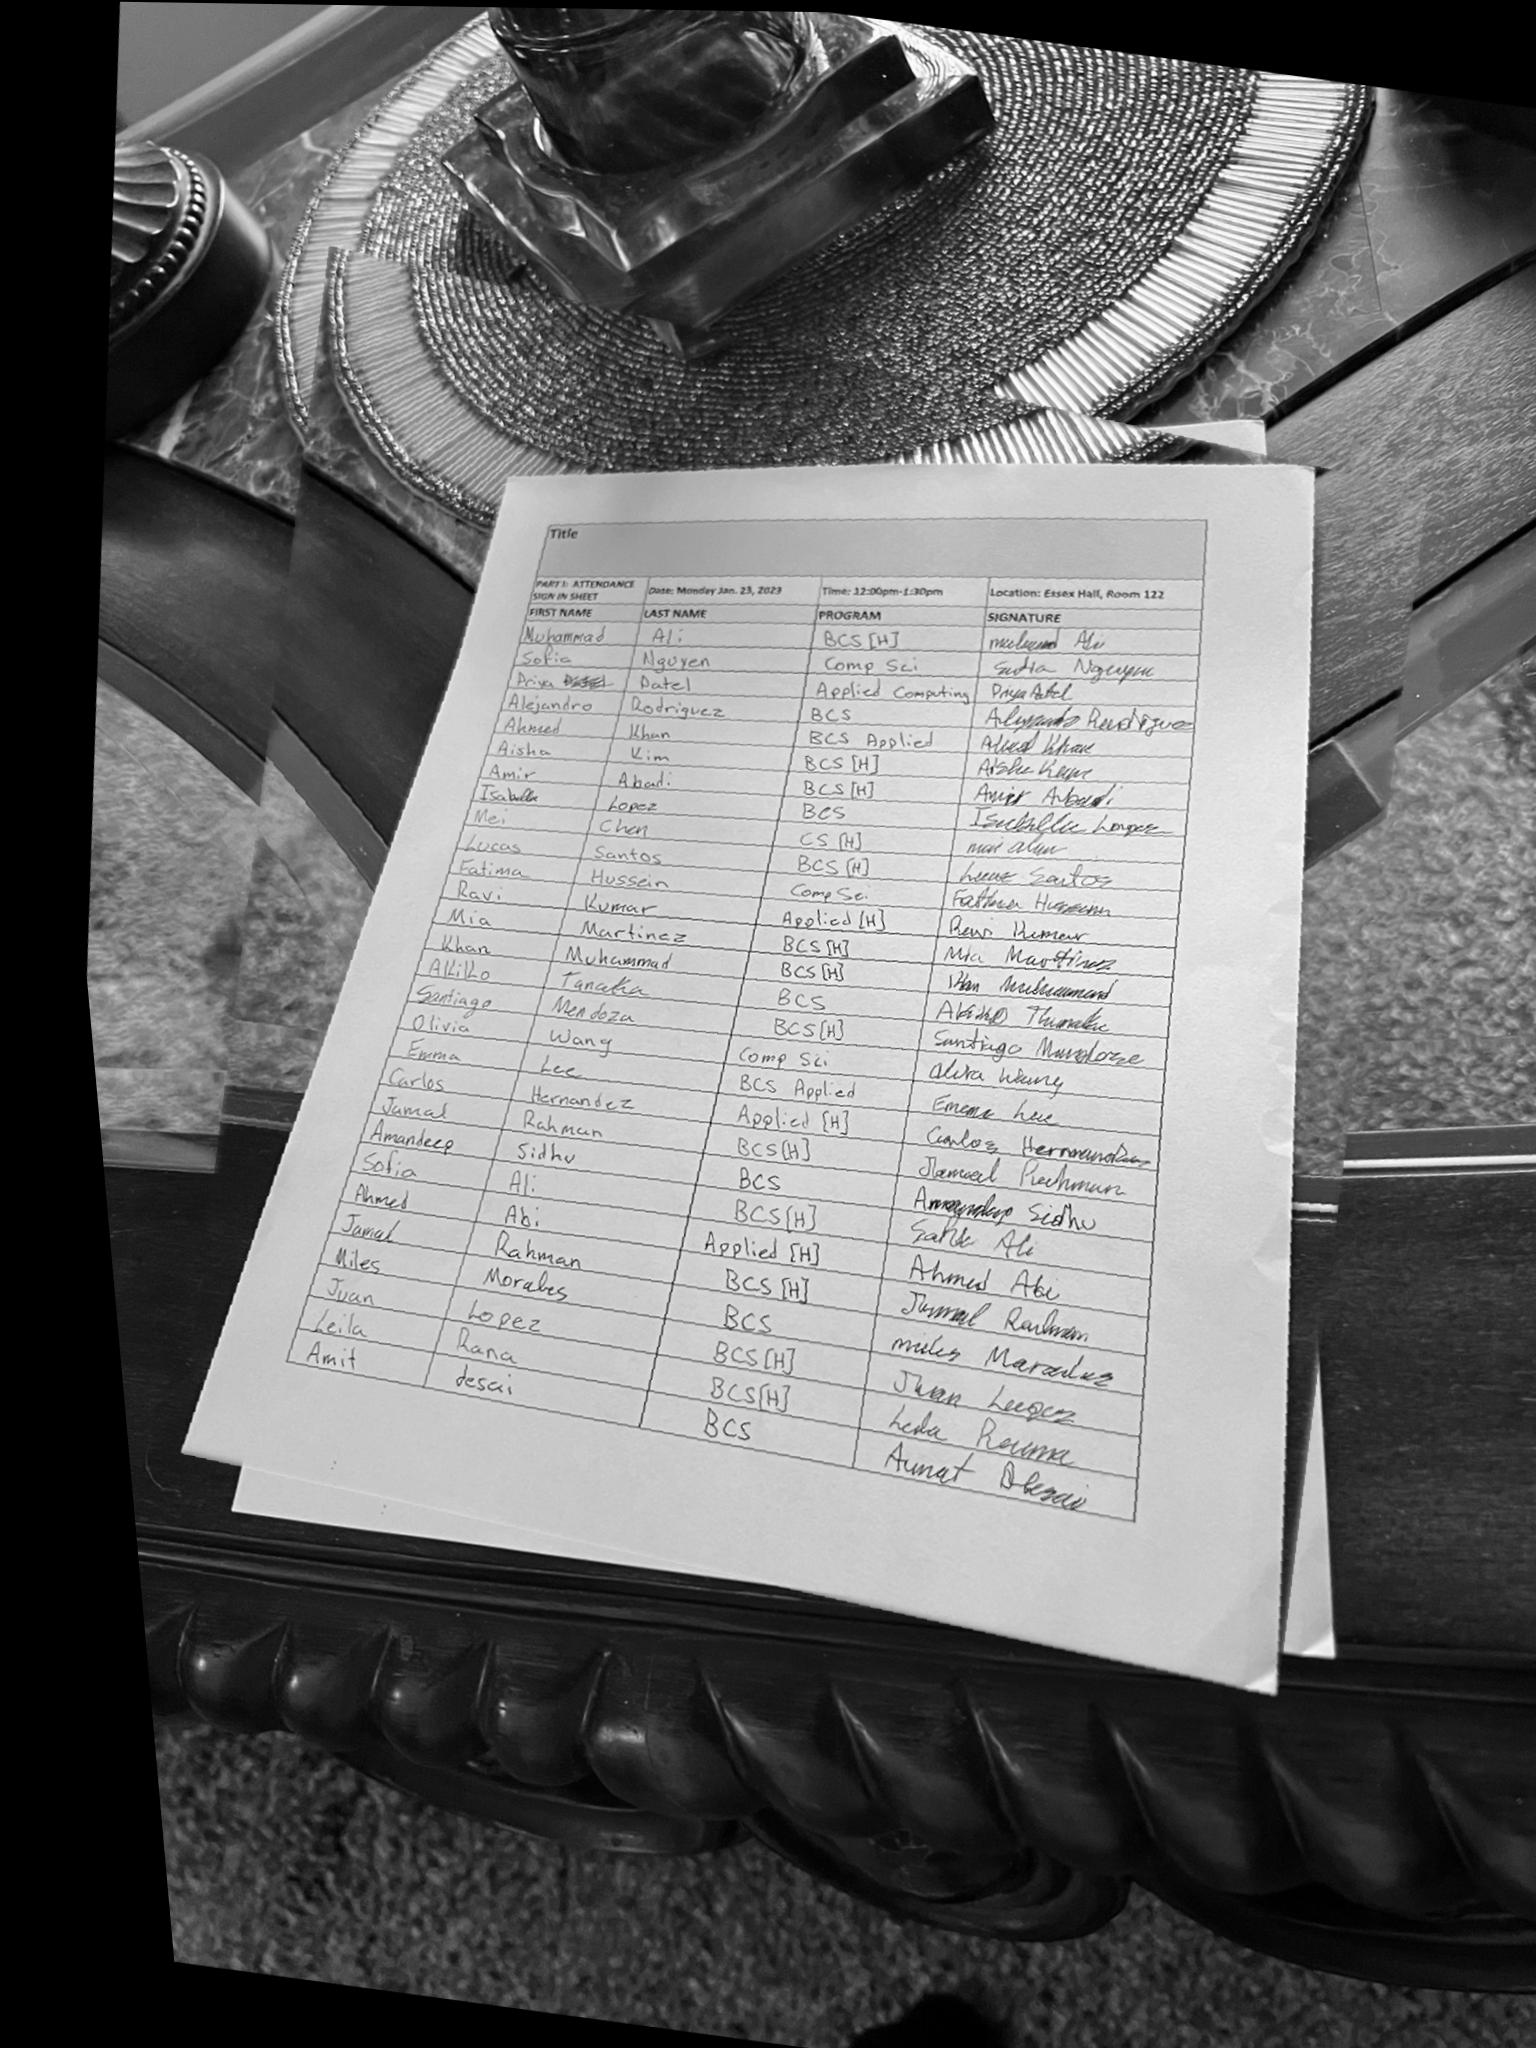 Title
PART I: ATTENDANCE SIGN IN SHEET Date: Monday Jan. 23, 2023 Time: 12:00pm-1:30pm Location: Essex Hall, Room 122
FIRST NAME LAST NAME PROGRAM SIGNATURE
Muhammad Ali BCS [H] Ali
Sofia Nguyen Comp Sci Sofia Nguyen
Priya Patel Applied Computing Priya Patel
Alejandro Rodriguez BCS Alejandro Rodriguez
Ahmed Khan BCS Applied Ahmed Khan
Aisha Kim BCS [H] Aisha Kim
Amir Abadi BCS [H] Amir Abadi
Isabella Lopez BCS Isabella Lopez
Mei Chen CS [H] mei chen
Lucas Santos BCS [H] Lucas Santos
Fatima Hussein Comp Sci. Fatima Hussein
Ravi Kumar Applied [H] Ravi Kumar
Mia Martinez BCS [H] Mia Martinez
Khan Muhammad BCS [H] Khan Muhammad
Akiko Tanaka BCS Akiko Tanaka
Santiago Mendoza BCS [H] Santiago Mendoza
Olivia Wang Comp Sci Olivia Wang
Emma Lee BCS Applied Emma Lee
Carlos Hernandez Applied [H] Carlos Hernandez
Jamal Rahman BCS [H] Jamal Rahman
Amandeep Sidhu BCS Amandeep Sidhu
Sofia Ali BCS [H] Sofia Ali
Ahmed Abi Applied [H] Ahmed Abi
Jamal Rahman BCS [H] Jamal Rahman
Miles Morales BCS miles Morales
Juan Lopez BCS [H] Juan Lopez
Leila Rana BCS [H] Leila Rana
Amit desai BCS Amit Desai